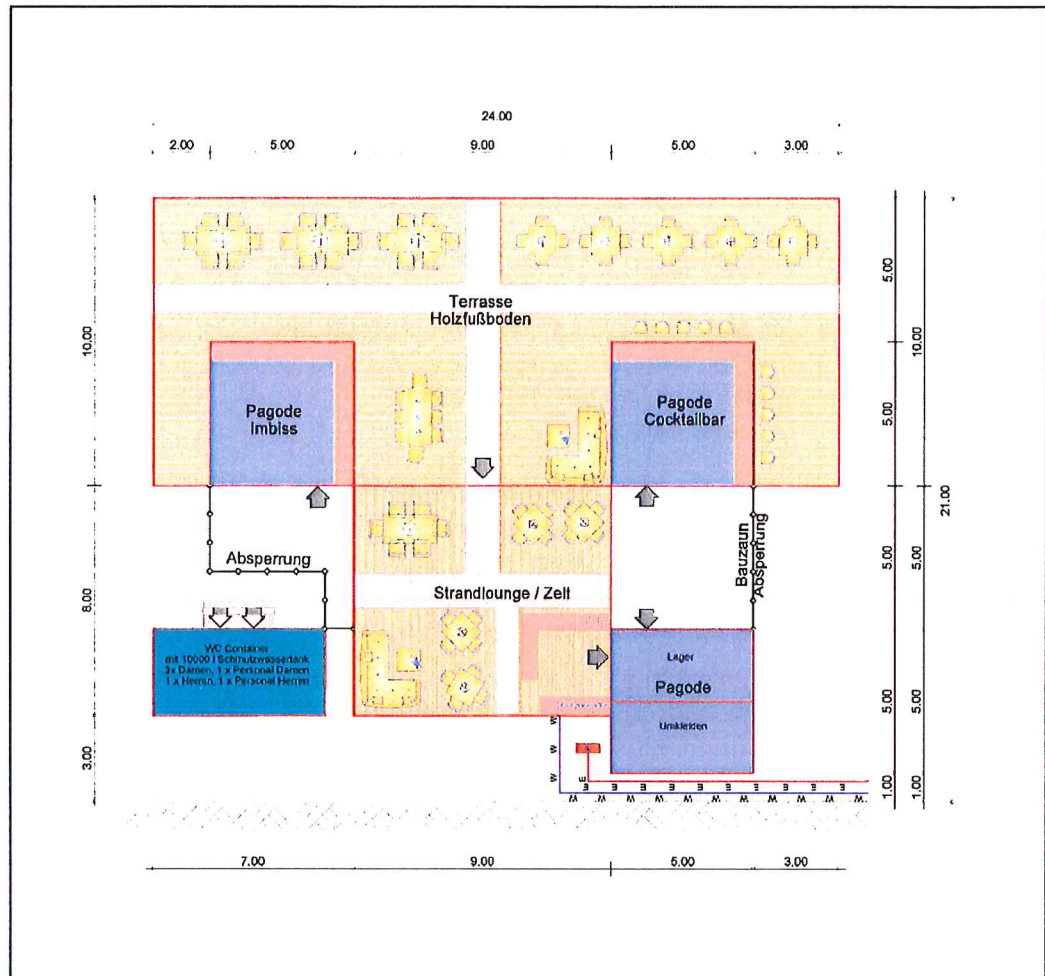 24.00
2.00 5.00 9.00 5.00 3.00
Terrasse
Holzfußboden
10.00
5.00
10.00
5.00
Pagode
Imbiss
Pagode
Cocktailbar
21.00
Absperrung
Bauzaun
Absperrung
5.00
5.00
Strandlounge / Zelt
WC Container
mit 10000 l Schmutzwassertank
3x Damen, 1 x Personal Damen
1 x Herren, 1 x Personal Herren
Lager
Pagode
Umkleiden
5.00
5.00
3.00
W
W
W E
E E E E E E E E E
W W W W W W W W W W W
1.00
1.00
7.00 9.00 5.00 3.00